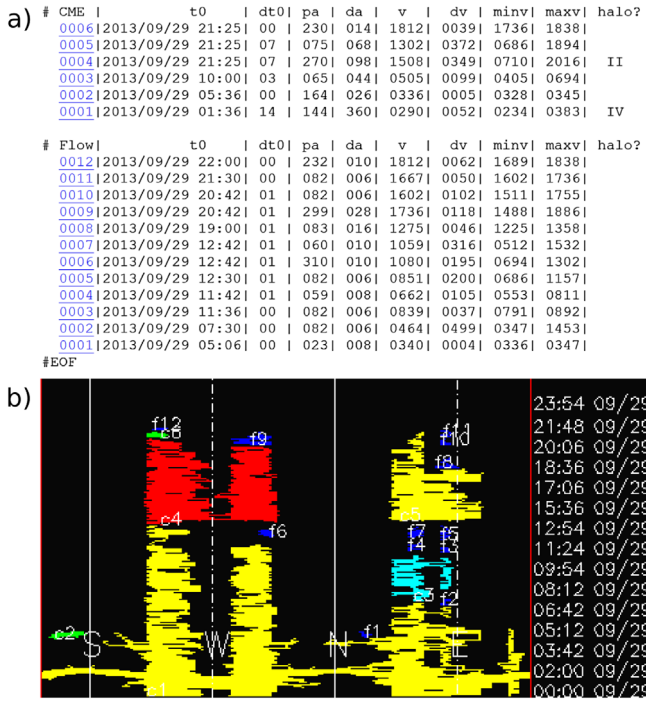 a)
# CME | t0 | dt0| pa | da | v | dv | minv| maxv| halo?
0006|2013/09/29 21:25| 00 | 230| 014| 1812| 0039| 1736| 1838|
0005|2013/09/29 21:25| 07 | 075| 068| 1302| 0372| 0686| 1894|
0004|2013/09/29 21:25| 07 | 270| 098| 1508| 0349| 0710| 2016| II
0003|2013/09/29 10:00| 03 | 065| 044| 0505| 0099| 0405| 0694|
0002|2013/09/29 05:36| 00 | 164| 026| 0336| 0005| 0328| 0345|
0001|2013/09/29 01:36| 14 | 144| 360| 0290| 0052| 0234| 0383| IV
# Flow| t0 | dt0| pa | da | v | dv | minv| maxv| halo?
0012|2013/09/29 22:00| 00 | 232| 010| 1812| 0062| 1689| 1838|
0011|2013/09/29 21:30| 00 | 082| 006| 1667| 0050| 1602| 1736|
0010|2013/09/29 20:42| 01 | 082| 006| 1602| 0102| 1511| 1755|
0009|2013/09/29 20:42| 01 | 299| 028| 1736| 0118| 1488| 1886|
0008|2013/09/29 19:00| 01 | 083| 016| 1275| 0046| 1225| 1358|
0007|2013/09/29 12:42| 01 | 060| 010| 1059| 0316| 0512| 1532|
0006|2013/09/29 12:42| 01 | 310| 010| 1080| 0195| 0694| 1302|
0005|2013/09/29 12:30| 01 | 082| 006| 0851| 0200| 0686| 1157|
0004|2013/09/29 11:42| 01 | 059| 008| 0662| 0105| 0553| 0811|
0003|2013/09/29 11:36| 00 | 082| 006| 0839| 0037| 0791| 0892|
0002|2013/09/29 07:30| 00 | 082| 006| 0464| 0499| 0347| 1453|
0001|2013/09/29 05:06| 00 | 023| 008| 0340| 0004| 0336| 0347|
#EOF
b)
23:54 09/29
f12 f11 21:48 09/29
c6 f9 f10 20:06 09/29
f8 18:36 09/29
17:06 09/29
15:36 09/29
c4 c5
f6 f7 f5 12:54 09/29
f4 f3 11:24 09/29
09:54 09/29
c3 f2 08:12 09/29
06:42 09/29
c2 f1 05:12 09/29
S W N E 03:42 09/29
02:00 09/29
c1 00:00 09/29